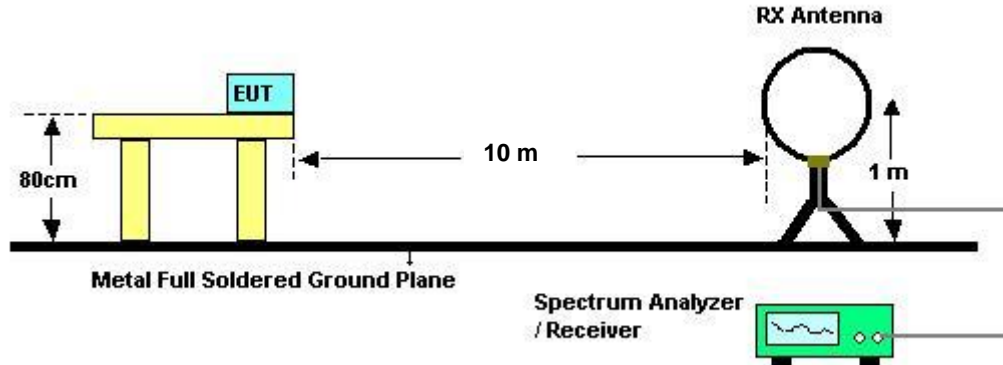 RX Antenna
EUT
10 m
80cm
1 m
Metal Full Soldered Ground Plane
Spectrum Analyzer
/ Receiver